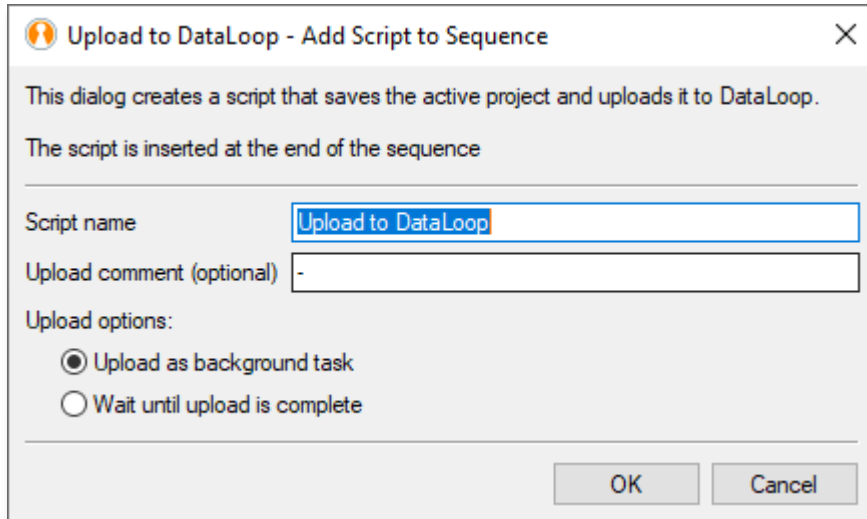 Upload to DataLoop - Add Script to Sequence
This dialog creates a script that saves the active project and uploads it to DataLoop.
The script is inserted at the end of the sequence
Script name
Upload to DataLoop
Upload comment (optional)
-
Upload options:
Upload as background task
Wait until upload is complete
OK
Cancel